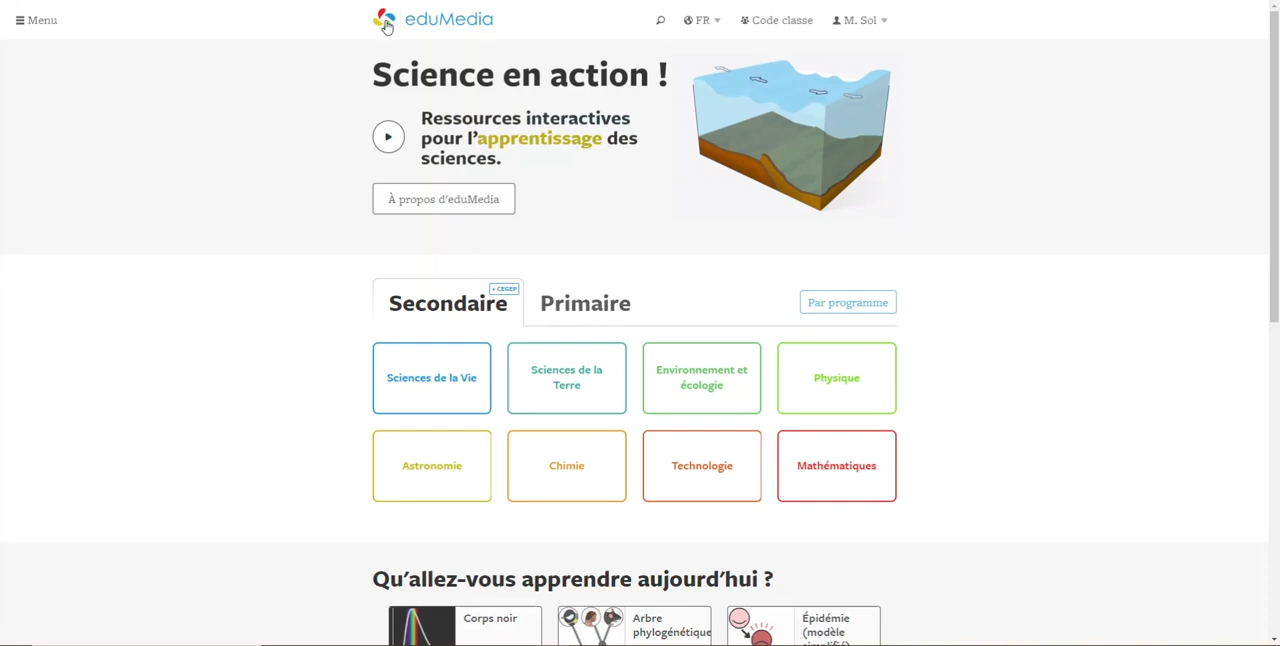 Menu
eduMedia
FR
Code classe
M. Sol
Science en action !
Ressources interactives
pour l'apprentissage des
sciences.
À propos d'eduMedia
Secondaire
+ CEGEP
Primaire
Par programme
Sciences de la Vie
Sciences de la
Terre
Environnement et
écologie
Physique
Astronomie
Chimie
Technologie
Mathématiques
Qu'allez-vous apprendre aujourd'hui ?
Corps noir
Arbre
phylogénétique
Épidémie
(modèle
simplifié)